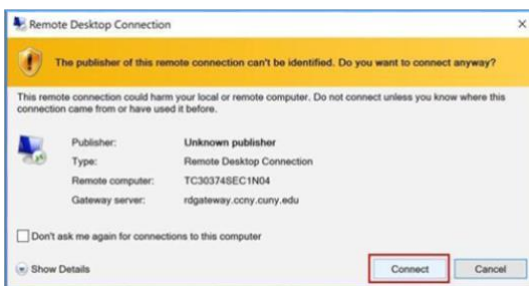 Remote Desktop Connection
The publisher of this remote connection can't be identified. Do you want to connect anyway?
This remote connection could harm your local or remote computer. Do not connect unless you know where this
connection came from or have used it before.
Publisher: Unknown publisher
Type: Remote Desktop Connection
Remote computer: TC30374SEC1N04
Gateway server: rdgateway.ccny.cuny.edu
Don't ask me again for connections to this computer
Show Details Connect Cancel